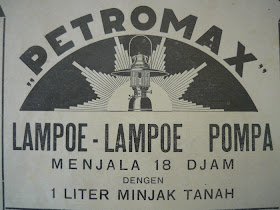 „PETROMAX”
LAMPOE-LAMPOE POMPA
MENJALA 18 DJAM
DENGEN
1 LITER MINJAK TANAH